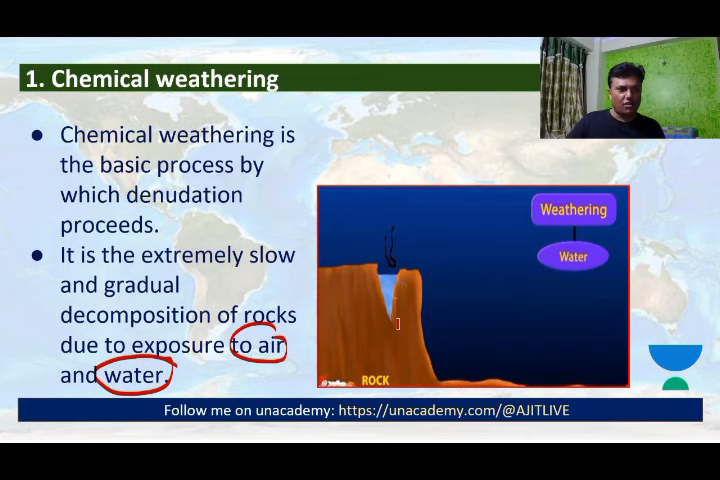 1. Chemical weathering
● Chemical weathering is
the basic process by
which denudation
proceeds.
● It is the extremely slow
and gradual
decomposition of rocks
due to exposure to air
and water.
Weathering
Water
ROCK
Follow me on unacademy: https://unacademy.com/@AJITLIVE